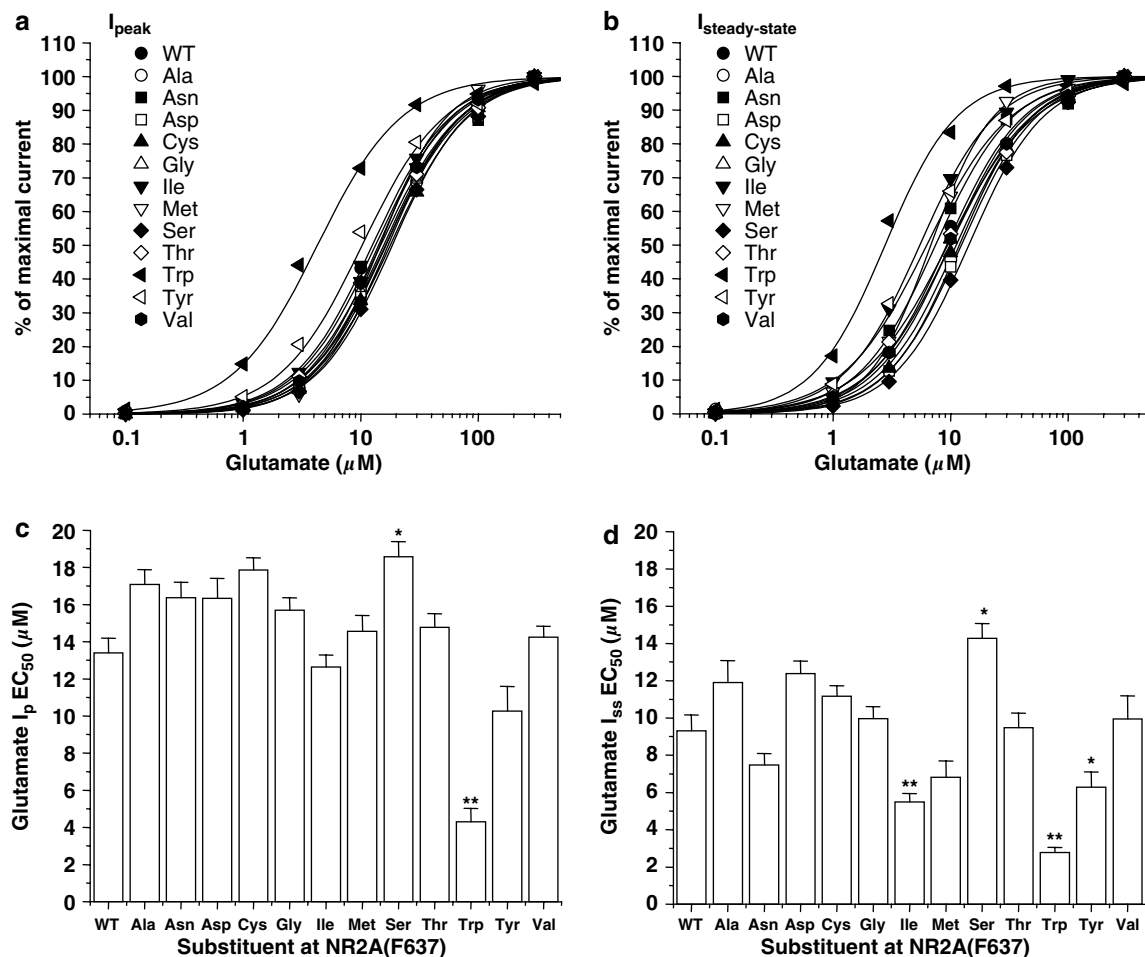 a
I_peak
WT
Ala
Asn
Asp
Cys
Gly
Ile
Met
Ser
Thr
Trp
Tyr
Val
% of maximal current
110
100
90
80
70
60
50
40
30
20
10
0
0.1 1 10 100
Glutamate (μM)
b
I_steady-state
WT
Ala
Asn
Asp
Cys
Gly
Ile
Met
Ser
Thr
Trp
Tyr
Val
% of maximal current
110
100
90
80
70
60
50
40
30
20
10
0
0.1 1 10 100
Glutamate (μM)
c
Glutamate I_p EC_50 (μM)
20
18
16
14
12
10
8
6
4
2
0
*
**
WT Ala Asn Asp Cys Gly Ile Met Ser Thr Trp Tyr Val
Substituent at NR2A(F637)
d
Glutamate I_ss EC_50 (μM)
20
18
16
14
12
10
8
6
4
2
0
**
*
**
*
WT Ala Asn Asp Cys Gly Ile Met Ser Thr Trp Tyr Val
Substituent at NR2A(F637)